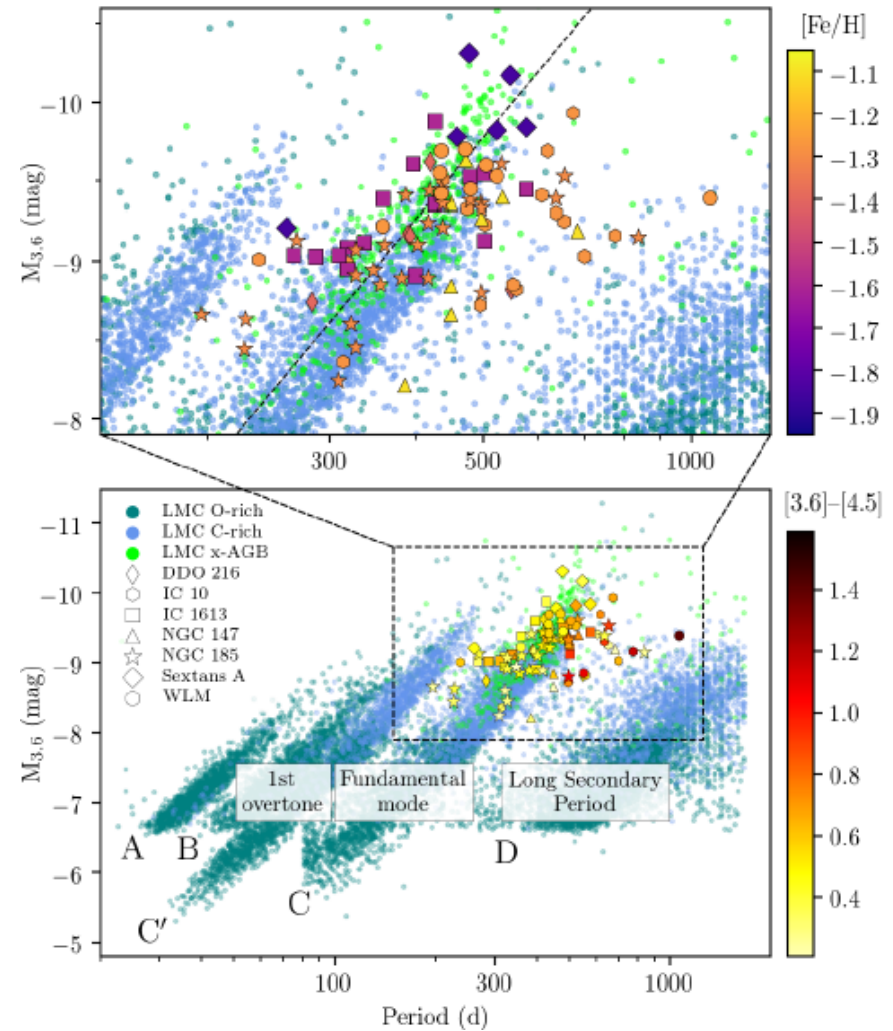 [Fe/H]
M3.6 (mag)
−10
−9
−8
300
500
1000
−1.1
−1.2
−1.3
−1.4
−1.5
−1.6
−1.7
−1.8
−1.9
[3.6]–[4.5]
M3.6 (mag)
−11
−10
−9
−8
−7
−6
−5
LMC O-rich
LMC C-rich
LMC x-AGB
DDO 216
IC 10
IC 1613
NGC 147
NGC 185
Sextans A
WLM
1st
overtone
Fundamental
mode
Long Secondary
Period
A
B
C′
C
D
1.4
1.2
1.0
0.8
0.6
0.4
100
300
1000
Period (d)